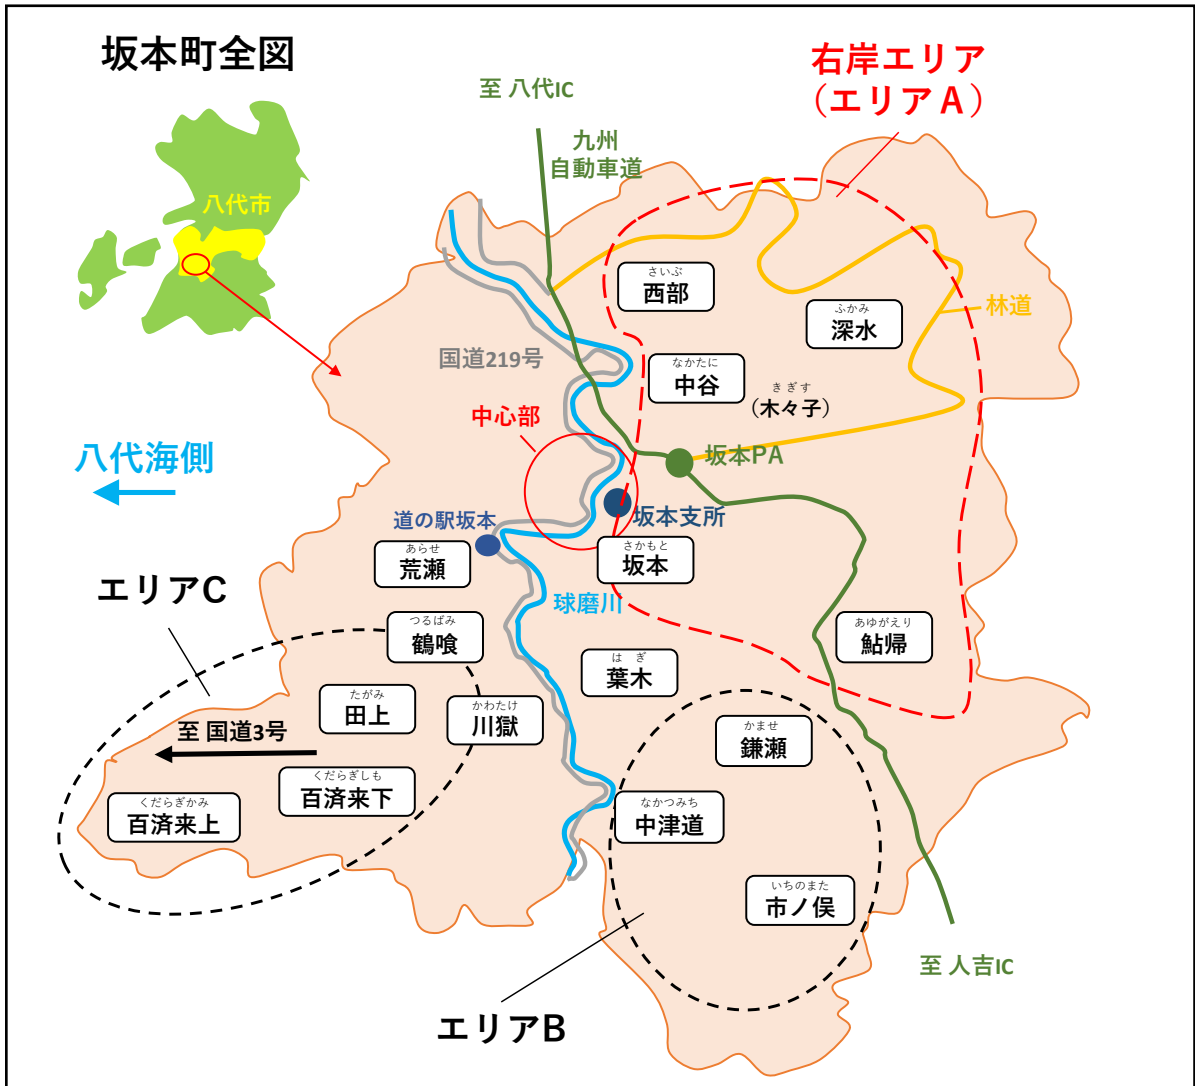 坂本町全図
右岸エリア
（エリアA）
至 八代IC
九州
自動車道
八代市
さいぶ
西部
ふかみ
深水
林道
国道219号
なかたに
中谷
きぎす
（木々子）
中心部
坂本PA
八代海側
道の駅坂本
坂本支所
あらせ
荒瀬
さかもと
坂本
エリアC
球磨川
つるばみ
鶴喰
あゆがえり
鮎帰
はぎ
葉木
たがみ
田上
かわたけ
川獄
至 国道3号
かませ
鎌瀬
くだらぎしも
百済来下
くだらぎかみ
百済来上
なかつみち
中津道
いちのまた
市ノ俣
至 人吉IC
エリアB